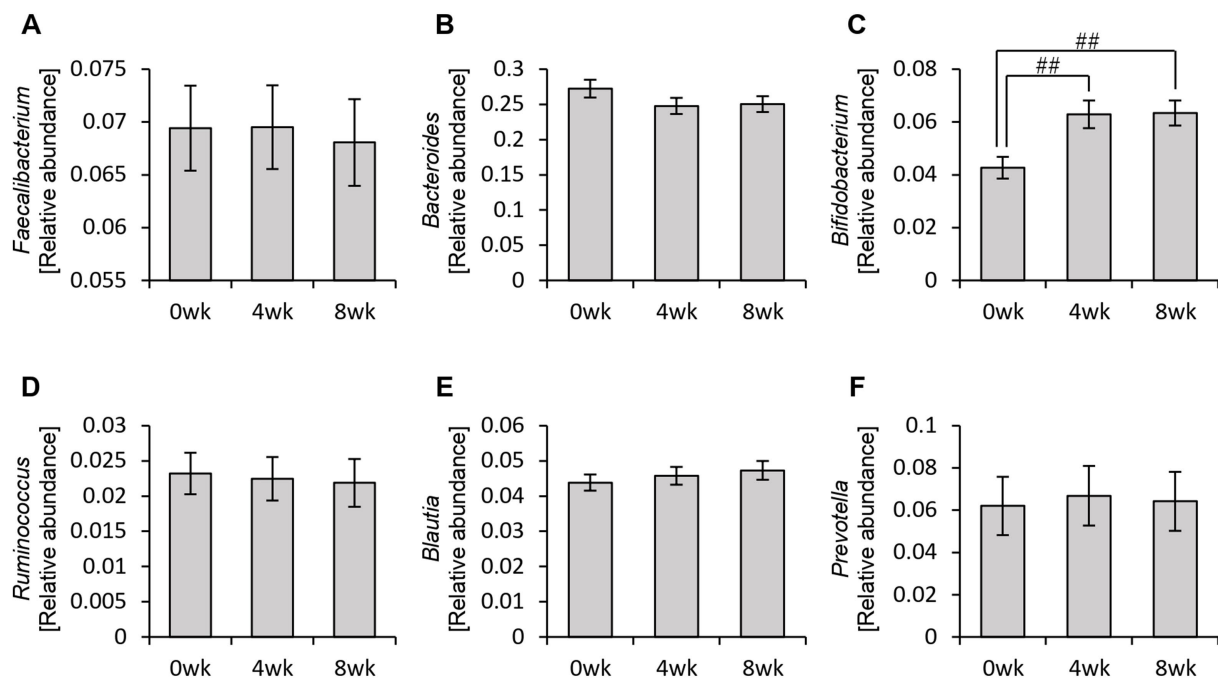 A
Faecalibacterium
[Relative abundance]
0.075
0.07
0.065
0.06
0.055
0wk 4wk 8wk
B
Bacteroides
[Relative abundance]
0.3
0.25
0.2
0.15
0.1
0.05
0
0wk 4wk 8wk
C
##
##
Bifidobacterium
[Relative abundance]
0.08
0.06
0.04
0.02
0
0wk 4wk 8wk
D
Ruminococcus
[Relative abundance]
0.03
0.025
0.02
0.015
0.01
0.005
0
0wk 4wk 8wk
E
Blautia
[Relative abundance]
0.06
0.05
0.04
0.03
0.02
0.01
0
0wk 4wk 8wk
F
Prevotella
[Relative abundance]
0.1
0.08
0.06
0.04
0.02
0
0wk 4wk 8wk